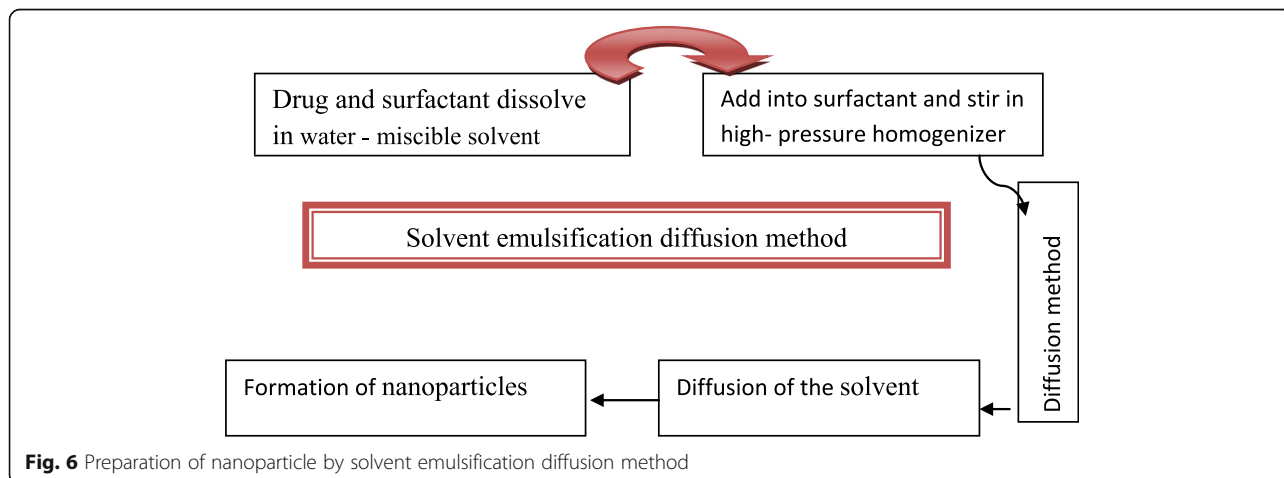 Drug and surfactant dissolve
in water - miscible solvent
Add into surfactant and stir in
high- pressure homogenizer
Solvent emulsification diffusion method
Diffusion method
Diffusion of the solvent
Formation of nanoparticles
Fig. 6 Preparation of nanoparticle by solvent emulsification diffusion method